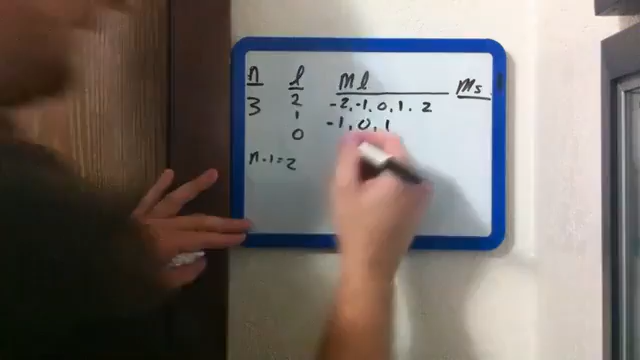 n l Ml Ms
3 2 -2, -1, 0, 1, 2
1 -1, 0, 1
0
n-1=2